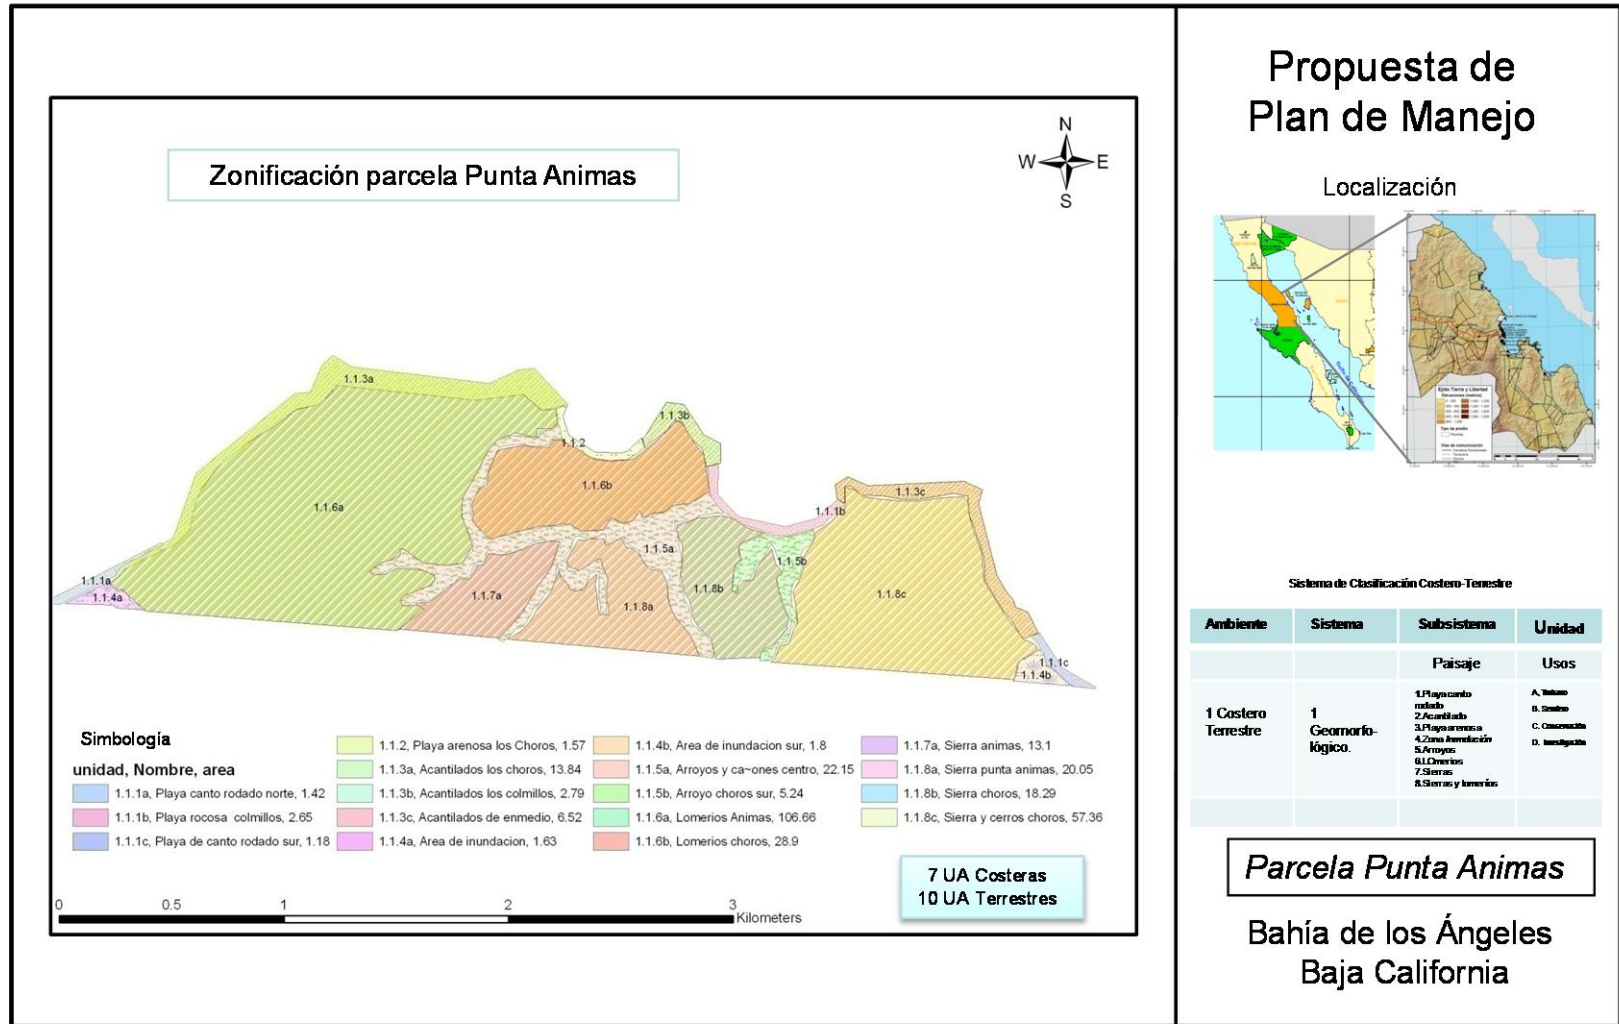 Zonificación parcela Punta Animas
N
W
E
S
1.1.3a
1.1.2
1.1.3b
1.1.6b
1.1.6a
1.1.1b
1.1.3c
1.1.5a
1.1.5b
1.1.1a
1.1.4a
1.1.7a
1.1.8a
1.1.8b
1.1.8c
1.1.1c
1.1.4b
Simbología
unidad, Nombre, area
1.1.1a, Playa canto rodado norte, 1.42
1.1.1b, Playa rocosa colmillos, 2.65
1.1.1c, Playa de canto rodado sur, 1.18
1.1.2, Playa arenosa los Choros, 1.57
1.1.3a, Acantilados los choros, 13.84
1.1.3b, Acantilados los colmillos, 2.79
1.1.3c, Acantilados de enmedio, 6.52
1.1.4a, Area de inundacion, 1.63
1.1.4b, Area de inundacion sur, 1.8
1.1.5a, Arroyos y ca~ones centro, 22.15
1.1.5b, Arroyo choros sur, 5.24
1.1.6a, Lomerios Animas, 106.66
1.1.6b, Lomerios choros, 28.9
1.1.7a, Sierra animas, 13.1
1.1.8a, Sierra punta animas, 20.05
1.1.8b, Sierra choros, 18.29
1.1.8c, Sierra y cerros choros, 57.36
7 UA Costeras
10 UA Terrestres
0 0.5 1 2 3
Kilometers
Propuesta de
Plan de Manejo
Localización
Ejido Tierra y Libertad
Sistema de Clasificación Costero-Terrestre
Ambiente Sistema Subsistema Unidad
Paisaje Usos
1 Costero
Terrestre
1
Geomorfo-
lógico.
1.Playa canto
rodado
2.Acantilado
3.Playa arenosa
4.Zona Inundación
5.Arroyos
6.LOmerios
7.Sierras
8.Sierras y lomeríos
A.
B. Sendero
C. Conservación
D. Investigación
Parcela Punta Animas
Bahía de los Ángeles
Baja California